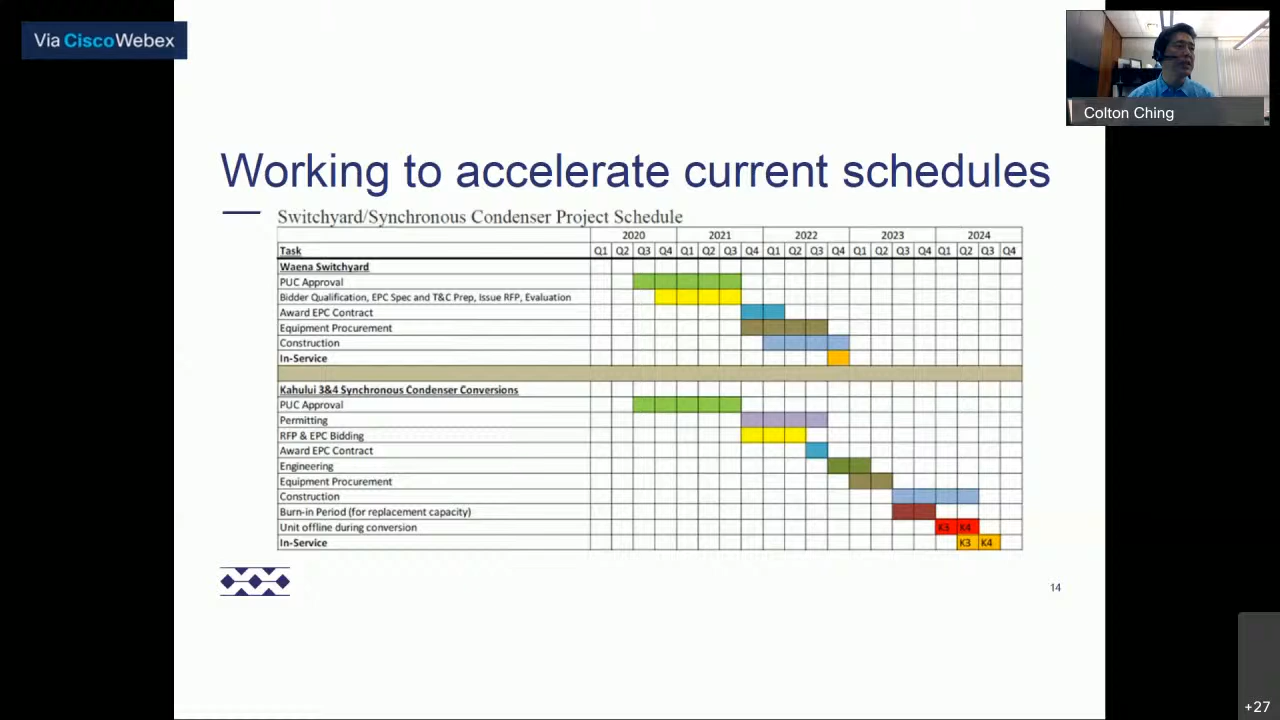 Via CiscoWebex
Colton Ching
Working to accelerate current schedules
Switchyard/Synchronous Condenser Project Schedule
2020 2021 2022 2023 2024
Task Q1 Q2 Q3 Q4 Q1 Q2 Q3 Q4 Q1 Q2 Q3 Q4 Q1 Q2 Q3 Q4 Q1 Q2 Q3 Q4
Waena Switchyard
PUC Approval
Bidder Qualification, EPC Spec and T&C Prep, Issue RFP, Evaluation
Award EPC Contract
Equipment Procurement
Construction
In-Service
Kahului 3&4 Synchronous Condenser Conversions
PUC Approval
Permitting
RFP & EPC Bidding
Award EPC Contract
Engineering
Equipment Procurement
Construction
Burn-in Period (for replacement capacity)
Unit offline during conversion K3 K4
In-Service K3 K4
14
+27